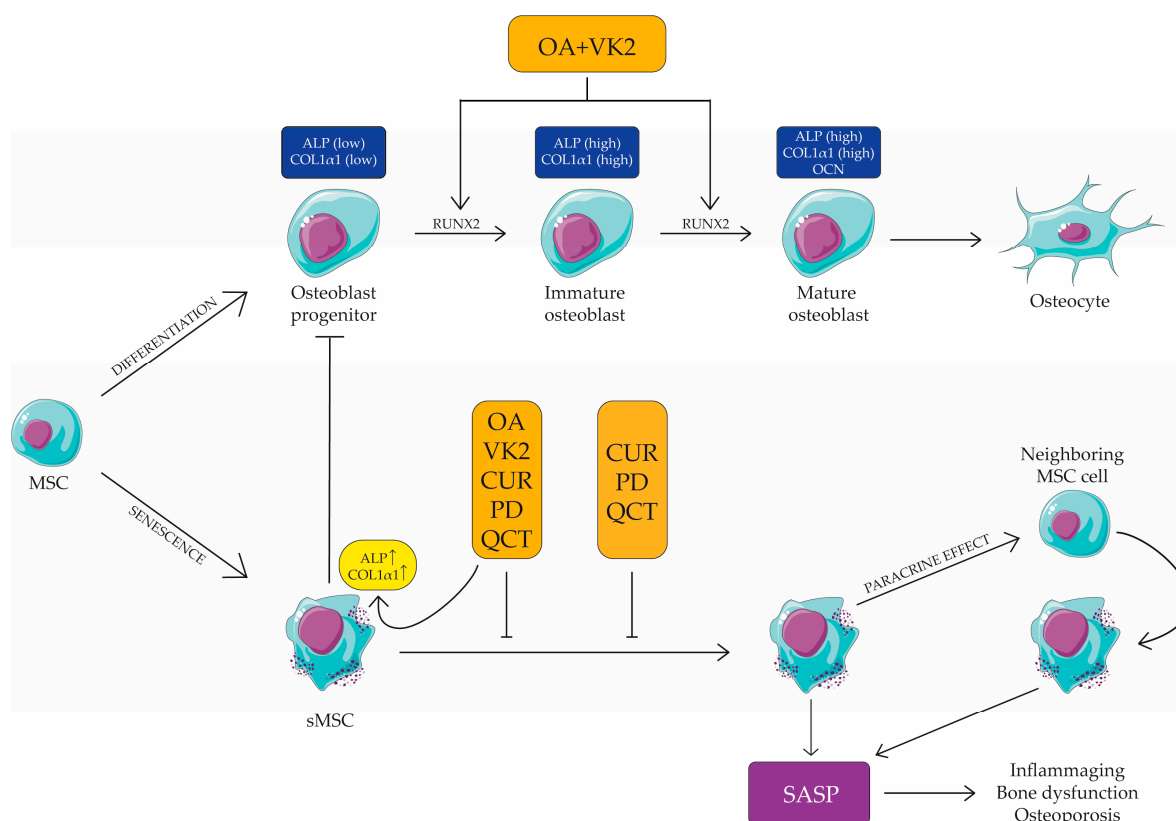 OA+VK2
ALP (low)
COL1α1 (low)
ALP (high)
COL1α1 (high)
ALP (high)
COL1α1 (high)
OCN
RUNX2
RUNX2
Osteoblast
progenitor
Immature
osteoblast
Mature
osteoblast
Osteocyte
DIFFERENTIATION
MSC
SENESCENCE
OA
VK2
CUR
PD
QCT
CUR
PD
QCT
Neighboring
MSC cell
ALP↑
COL1α1↑
PARACRINE EFFECT
sMSC
SASP
Inflammaging
Bone dysfunction
Osteoporosis